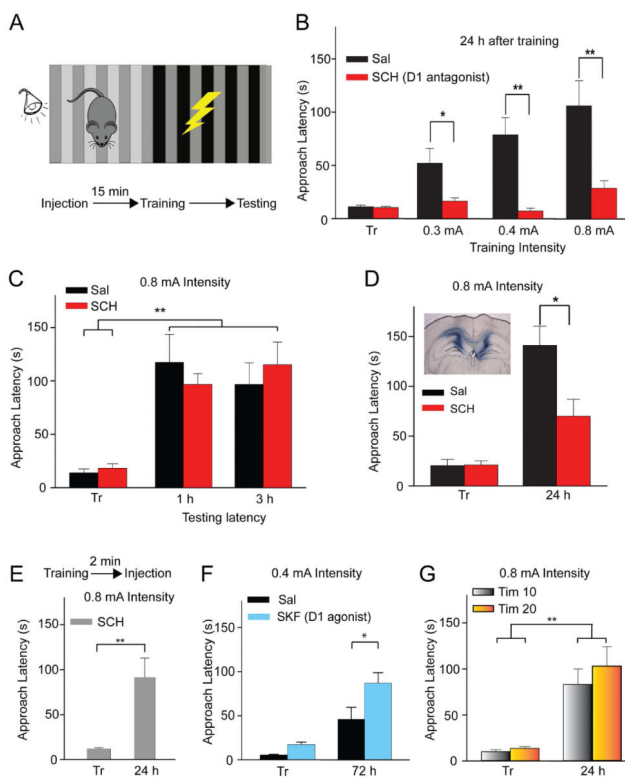 A
15 min
Injection Training Testing
B
24 h after training
Sal
SCH (D1 antagonist)
Approach Latency (s)
150
100
50
0
*
**
**
Tr 0.3 mA 0.4 mA 0.8 mA
Training Intensity
C
0.8 mA Intensity
Sal
SCH
**
Approach Latency (s)
150
100
50
0
Tr 1 h 3 h
Testing latency
D
0.8 mA Intensity
*
Sal
SCH
Approach Latency (s)
150
100
50
0
Tr 24 h
E
2 min
Training Injection
0.8 mA Intensity
SCH
**
Approach Latency (s)
150
100
50
0
Tr 24 h
F
0.4 mA Intensity
Sal
SKF (D1 agonist)
*
Approach Latency (s)
150
100
50
0
Tr 72 h
G
0.8 mA Intensity
Tim 10
Tim 20
**
Approach Latency (s)
150
100
50
0
Tr 24 h